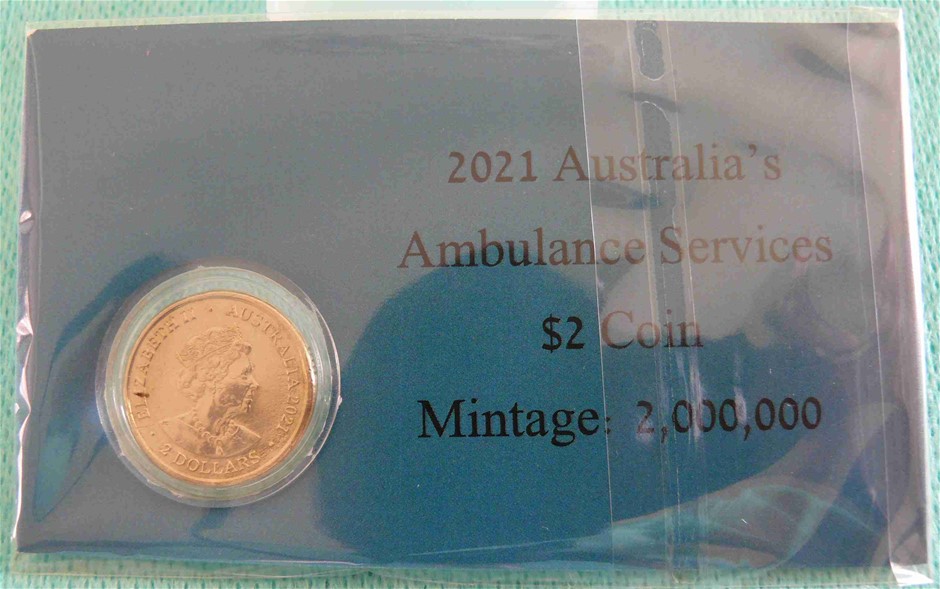 2021 Australia's
Ambulance Services
$2 Coin
Mintage: 2,000,000
ELIZABETH II · AUSTRALIA 2021 ·
2 DOLLARS